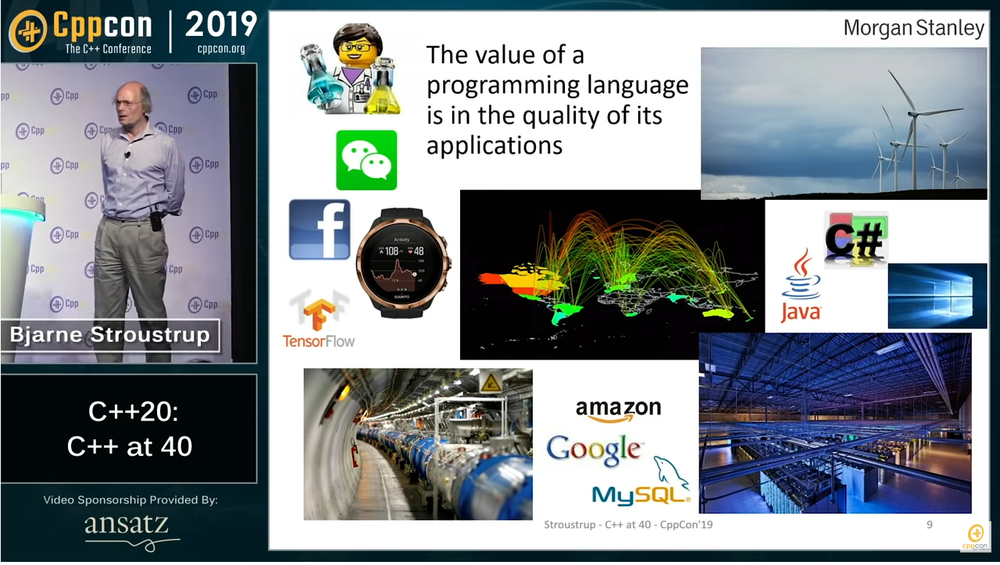 Cppcon
The C++ Conference
2019
cppcon.org
Bjarne Stroustrup
C++20:
C++ at 40
Video Sponsorship Provided By:
ansatz
Morgan Stanley
The value of a
programming language
is in the quality of its
applications
f
Activity
108
48
SUUNTO
TensorFlow
C#
Java
amazon
Google
MySQL
Stroustrup - C++ at 40 - CppCon'19
9
cppcon